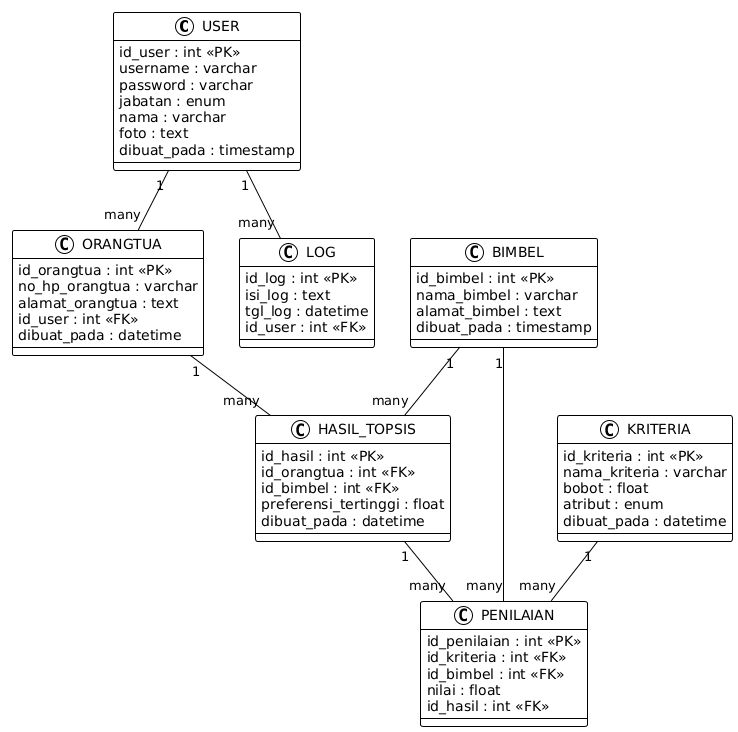 C USER
id_user : int «PK»
username : varchar
password : varchar
jabatan : enum
nama : varchar
foto : text
dibuat_pada : timestamp
1
1
many
many
C ORANGTUA
id_orangtua : int «PK»
no_hp_orangtua : varchar
alamat_orangtua : text
id_user : int «FK»
dibuat_pada : datetime
C LOG
id_log : int «PK»
isi_log : text
tgl_log : datetime
id_user : int «FK»
C BIMBEL
id_bimbel : int «PK»
nama_bimbel : varchar
alamat_bimbel : text
dibuat_pada : timestamp
1
1
1
many
many
C HASIL_TOPSIS
id_hasil : int «PK»
id_orangtua : int «FK»
id_bimbel : int «FK»
preferensi_tertinggi : float
dibuat_pada : datetime
C KRITERIA
id_kriteria : int «PK»
nama_kriteria : varchar
bobot : float
atribut : enum
dibuat_pada : datetime
1
1
many
many
many
C PENILAIAN
id_penilaian : int «PK»
id_kriteria : int «FK»
id_bimbel : int «FK»
nilai : float
id_hasil : int «FK»